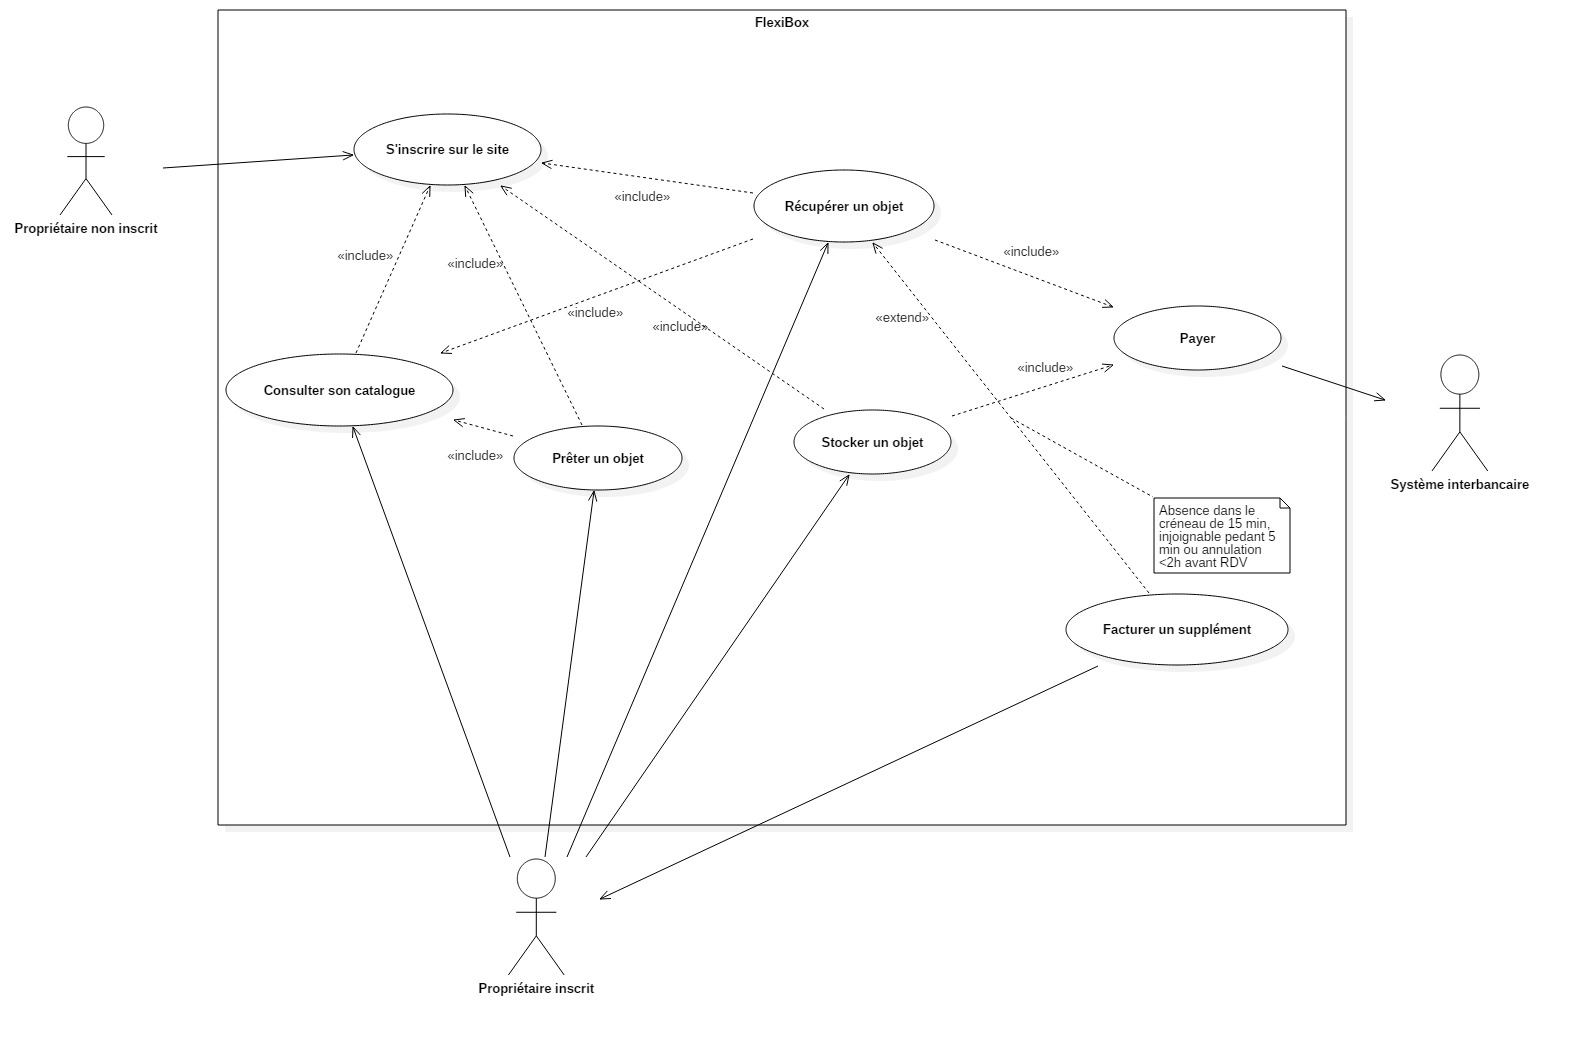 FlexiBox
S'inscrire sur le site
«include»
Récupérer un objet
Propriétaire non inscrit
«include»
«include»
«include»
«include»
«include»
«extend»
Payer
«include»
Consulter son catalogue
Stocker un objet
«include»
Prêter un objet
Système interbancaire
Absence dans le
créneau de 15 min,
injoignable pedant 5
min ou annulation
<2h avant RDV
Facturer un supplément
Propriétaire inscrit